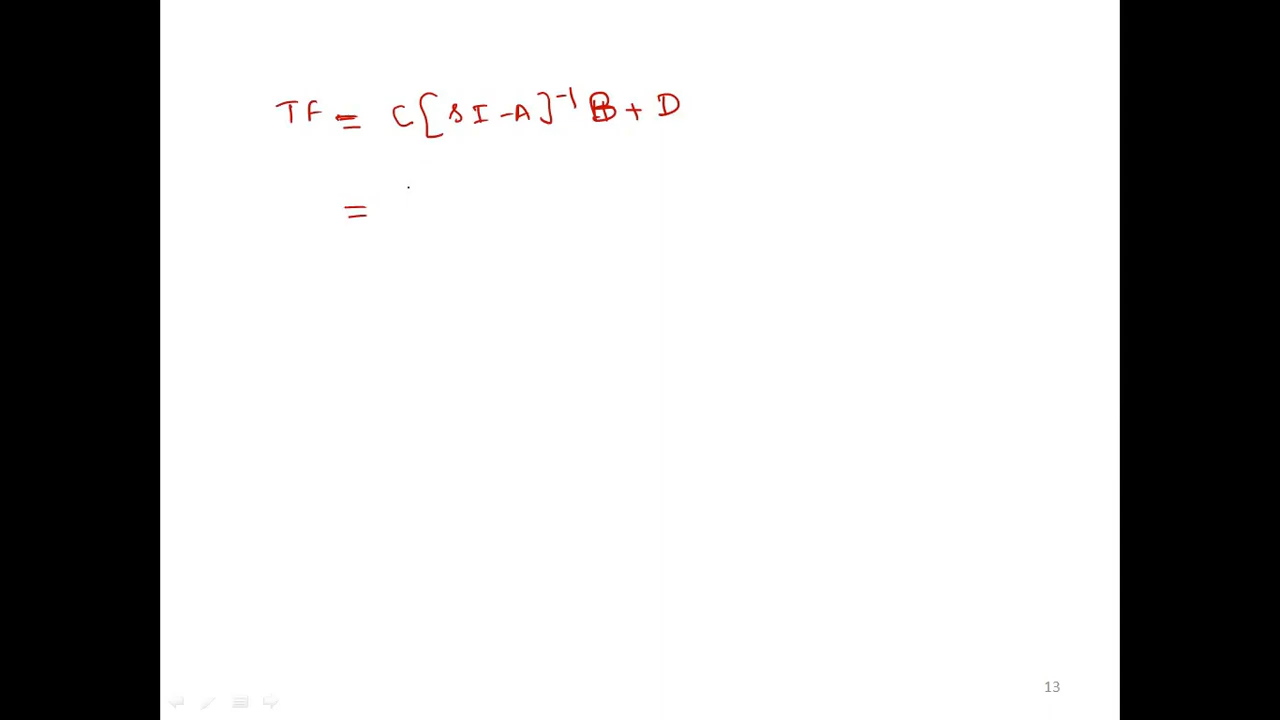 TF = C[sI-A]⁻¹ B + D
=
13